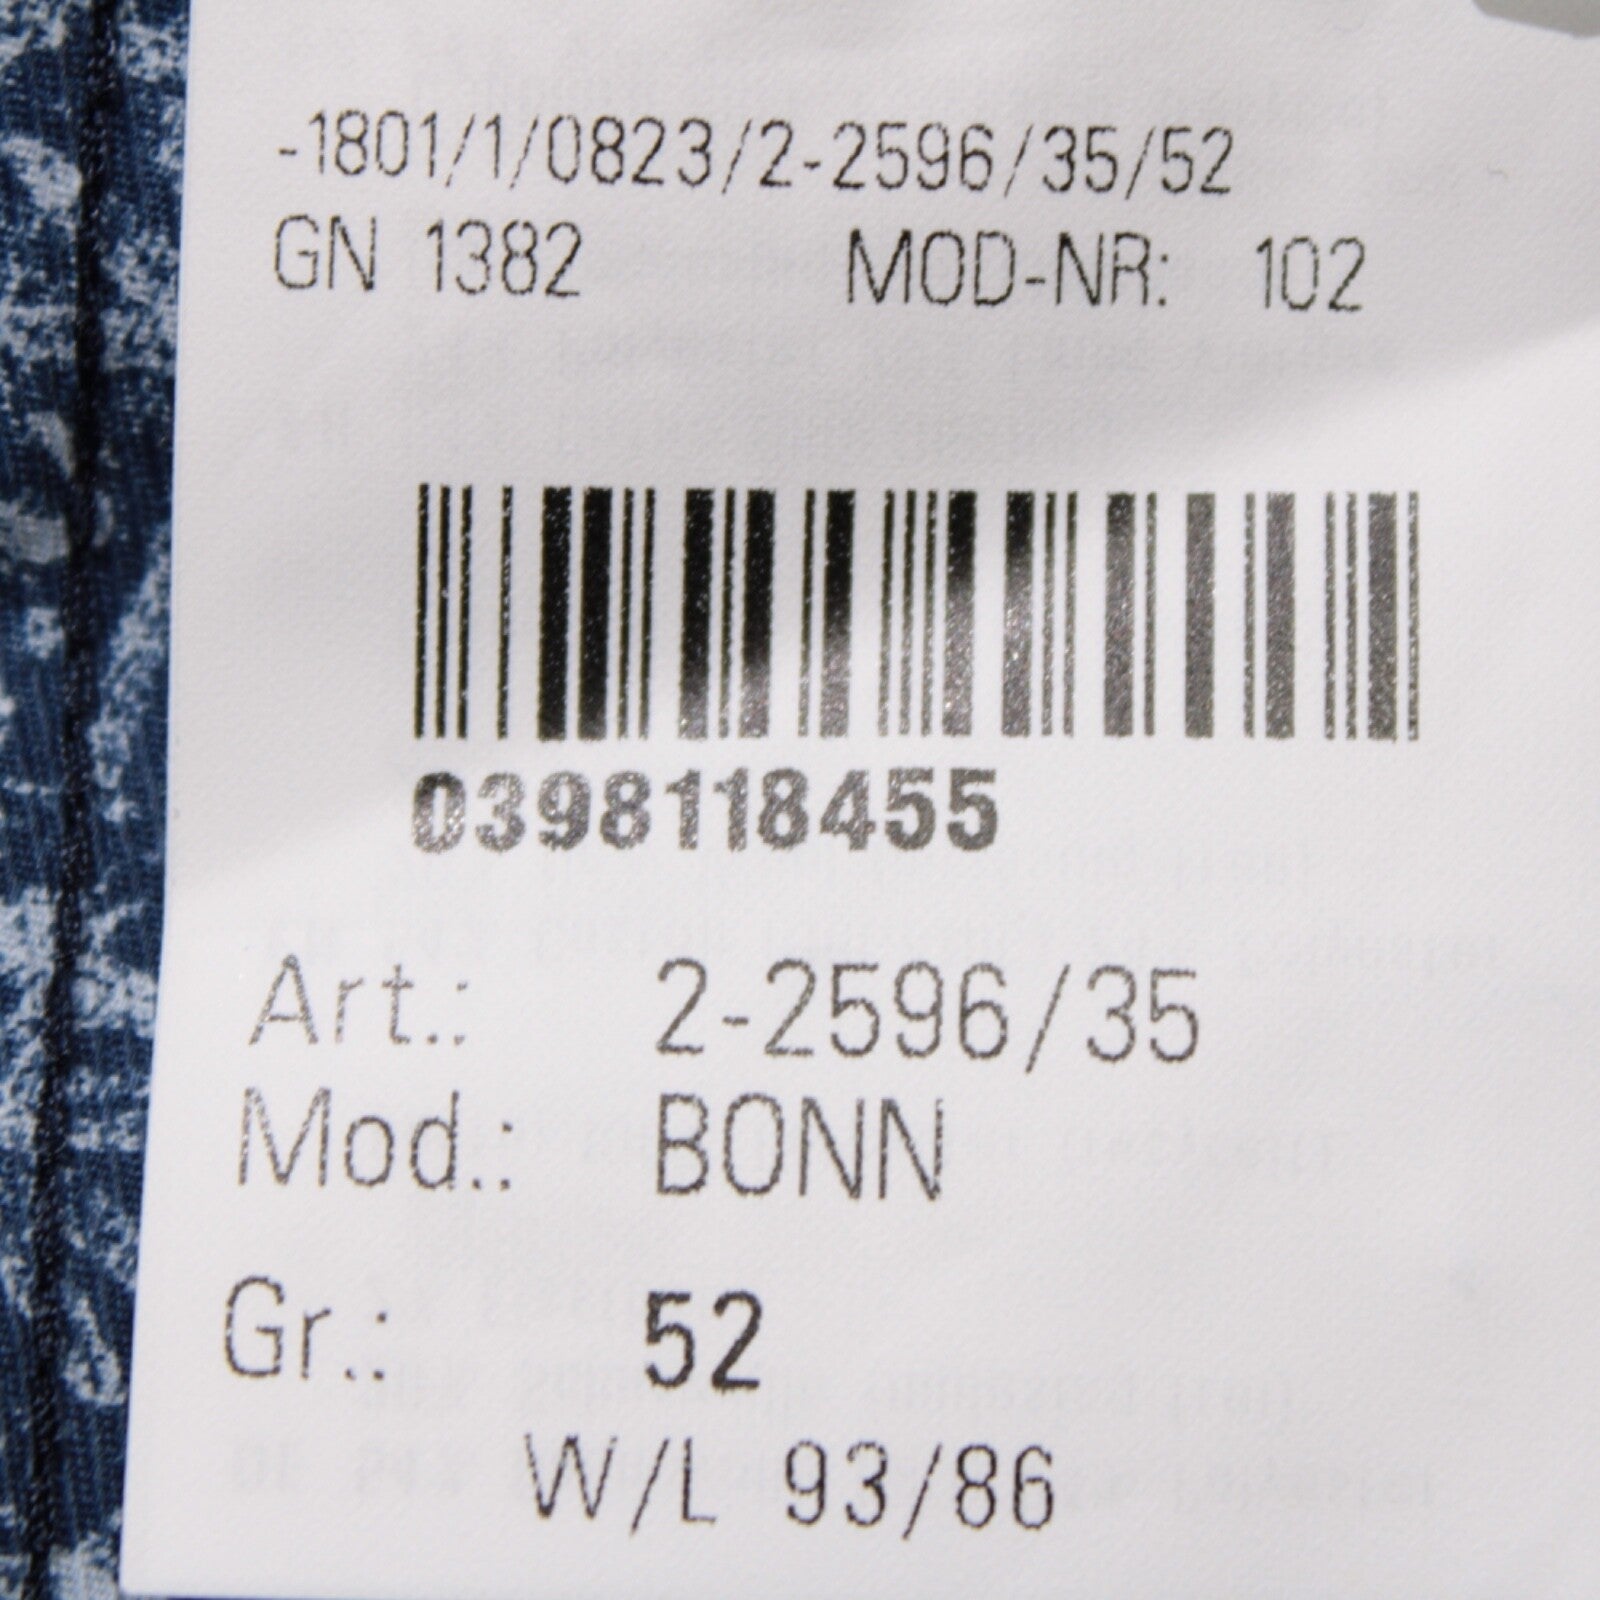 -1801/1/0823/2-2596/35/52
GN 1382 MOD-NR: 102
0398118455
Art.: 2-2596/35
Mod.: BONN
Gr.: 52
W/L 93/86